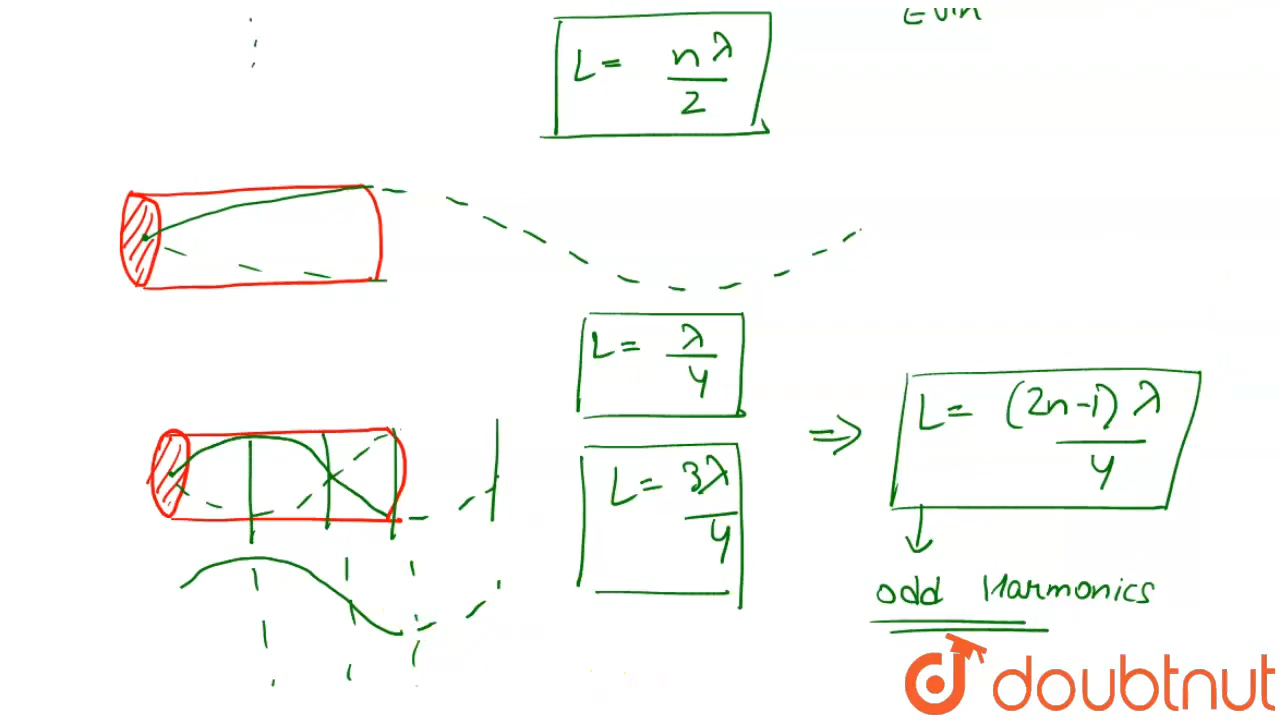 L = nλ/2
L = λ/4
L = 3λ/4
⇒ L = (2n-1)λ/4
odd Harmonics
doubtnut